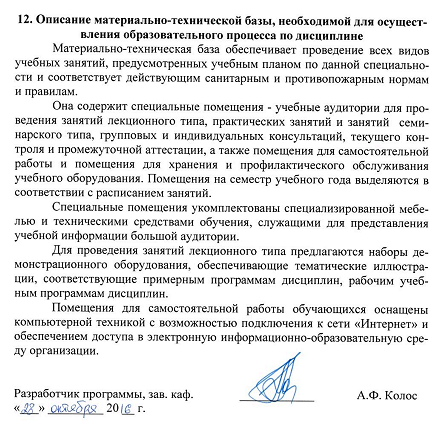 12. Описание материально-технической базы, необходимой для осущест-
вления образовательного процесса по дисциплине
Материально-техническая база обеспечивает проведение всех видов
учебных занятий, предусмотренных учебным планом по данной специально-
сти и соответствует действующим санитарным и противопожарным нормам
и правилам.
Она содержит специальные помещения - учебные аудитории для про-
ведения занятий лекционного типа, практических занятий и занятий семи-
нарского типа, групповых и индивидуальных консультаций, текущего кон-
троля и промежуточной аттестации, а также помещения для самостоятельной
работы и помещения для хранения и профилактического обслуживания
учебного оборудования. Помещения на семестр учебного года выделяются в
соответствии с расписанием занятий.
Специальные помещения укомплектованы специализированной мебе-
лью и техническими средствами обучения, служащими для представления
учебной информации большой аудитории.
Для проведения занятий лекционного типа предлагаются наборы де-
монстрационного оборудования, обеспечивающие тематические иллюстра-
ции, соответствующие примерным программам дисциплин, рабочим учеб-
ным программам дисциплин.
Помещения для самостоятельной работы обучающихся оснащены
компьютерной техникой с возможностью подключения к сети «Интернет» и
обеспечением доступа в электронную информационно-образовательную сре-
ду организации.
Разработчик программы, зав. каф. А.Ф. Колос
«28» октября 2016 г.